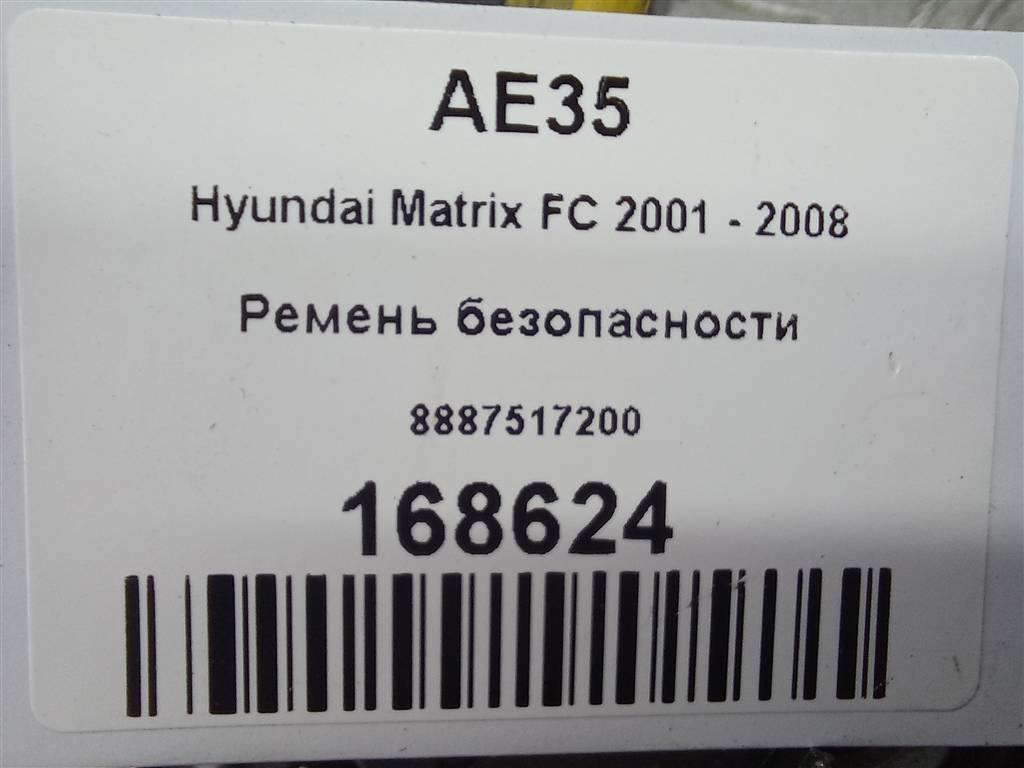 AE35
Hyundai Matrix FC 2001 - 2008
Ремень безопасности
8887517200
168624